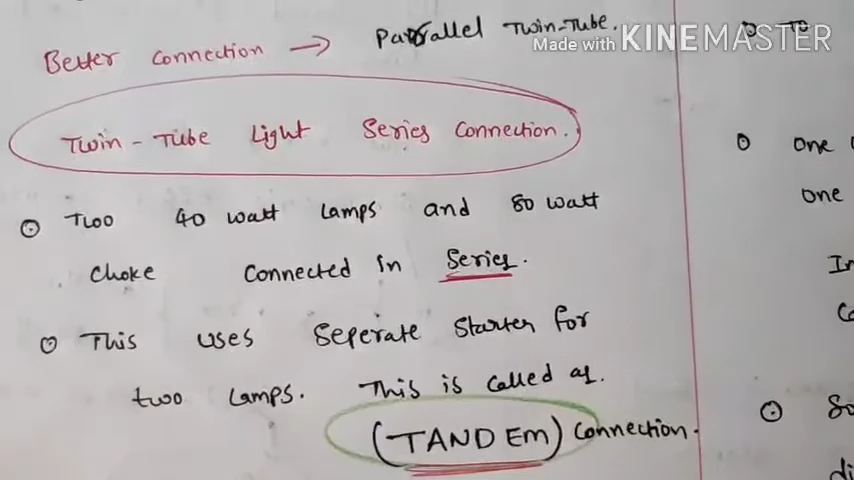 Better Connection → Parallel Twin-Tube.
Made with KINEMASTER
Twin - Tube Light Series Connection.
Two 40 watt Lamps and 80 watt
Choke Connected in Series.
This uses Seperate Starter for
two Lamps. This is called as.
(TANDEM) Connection.
To
One
One